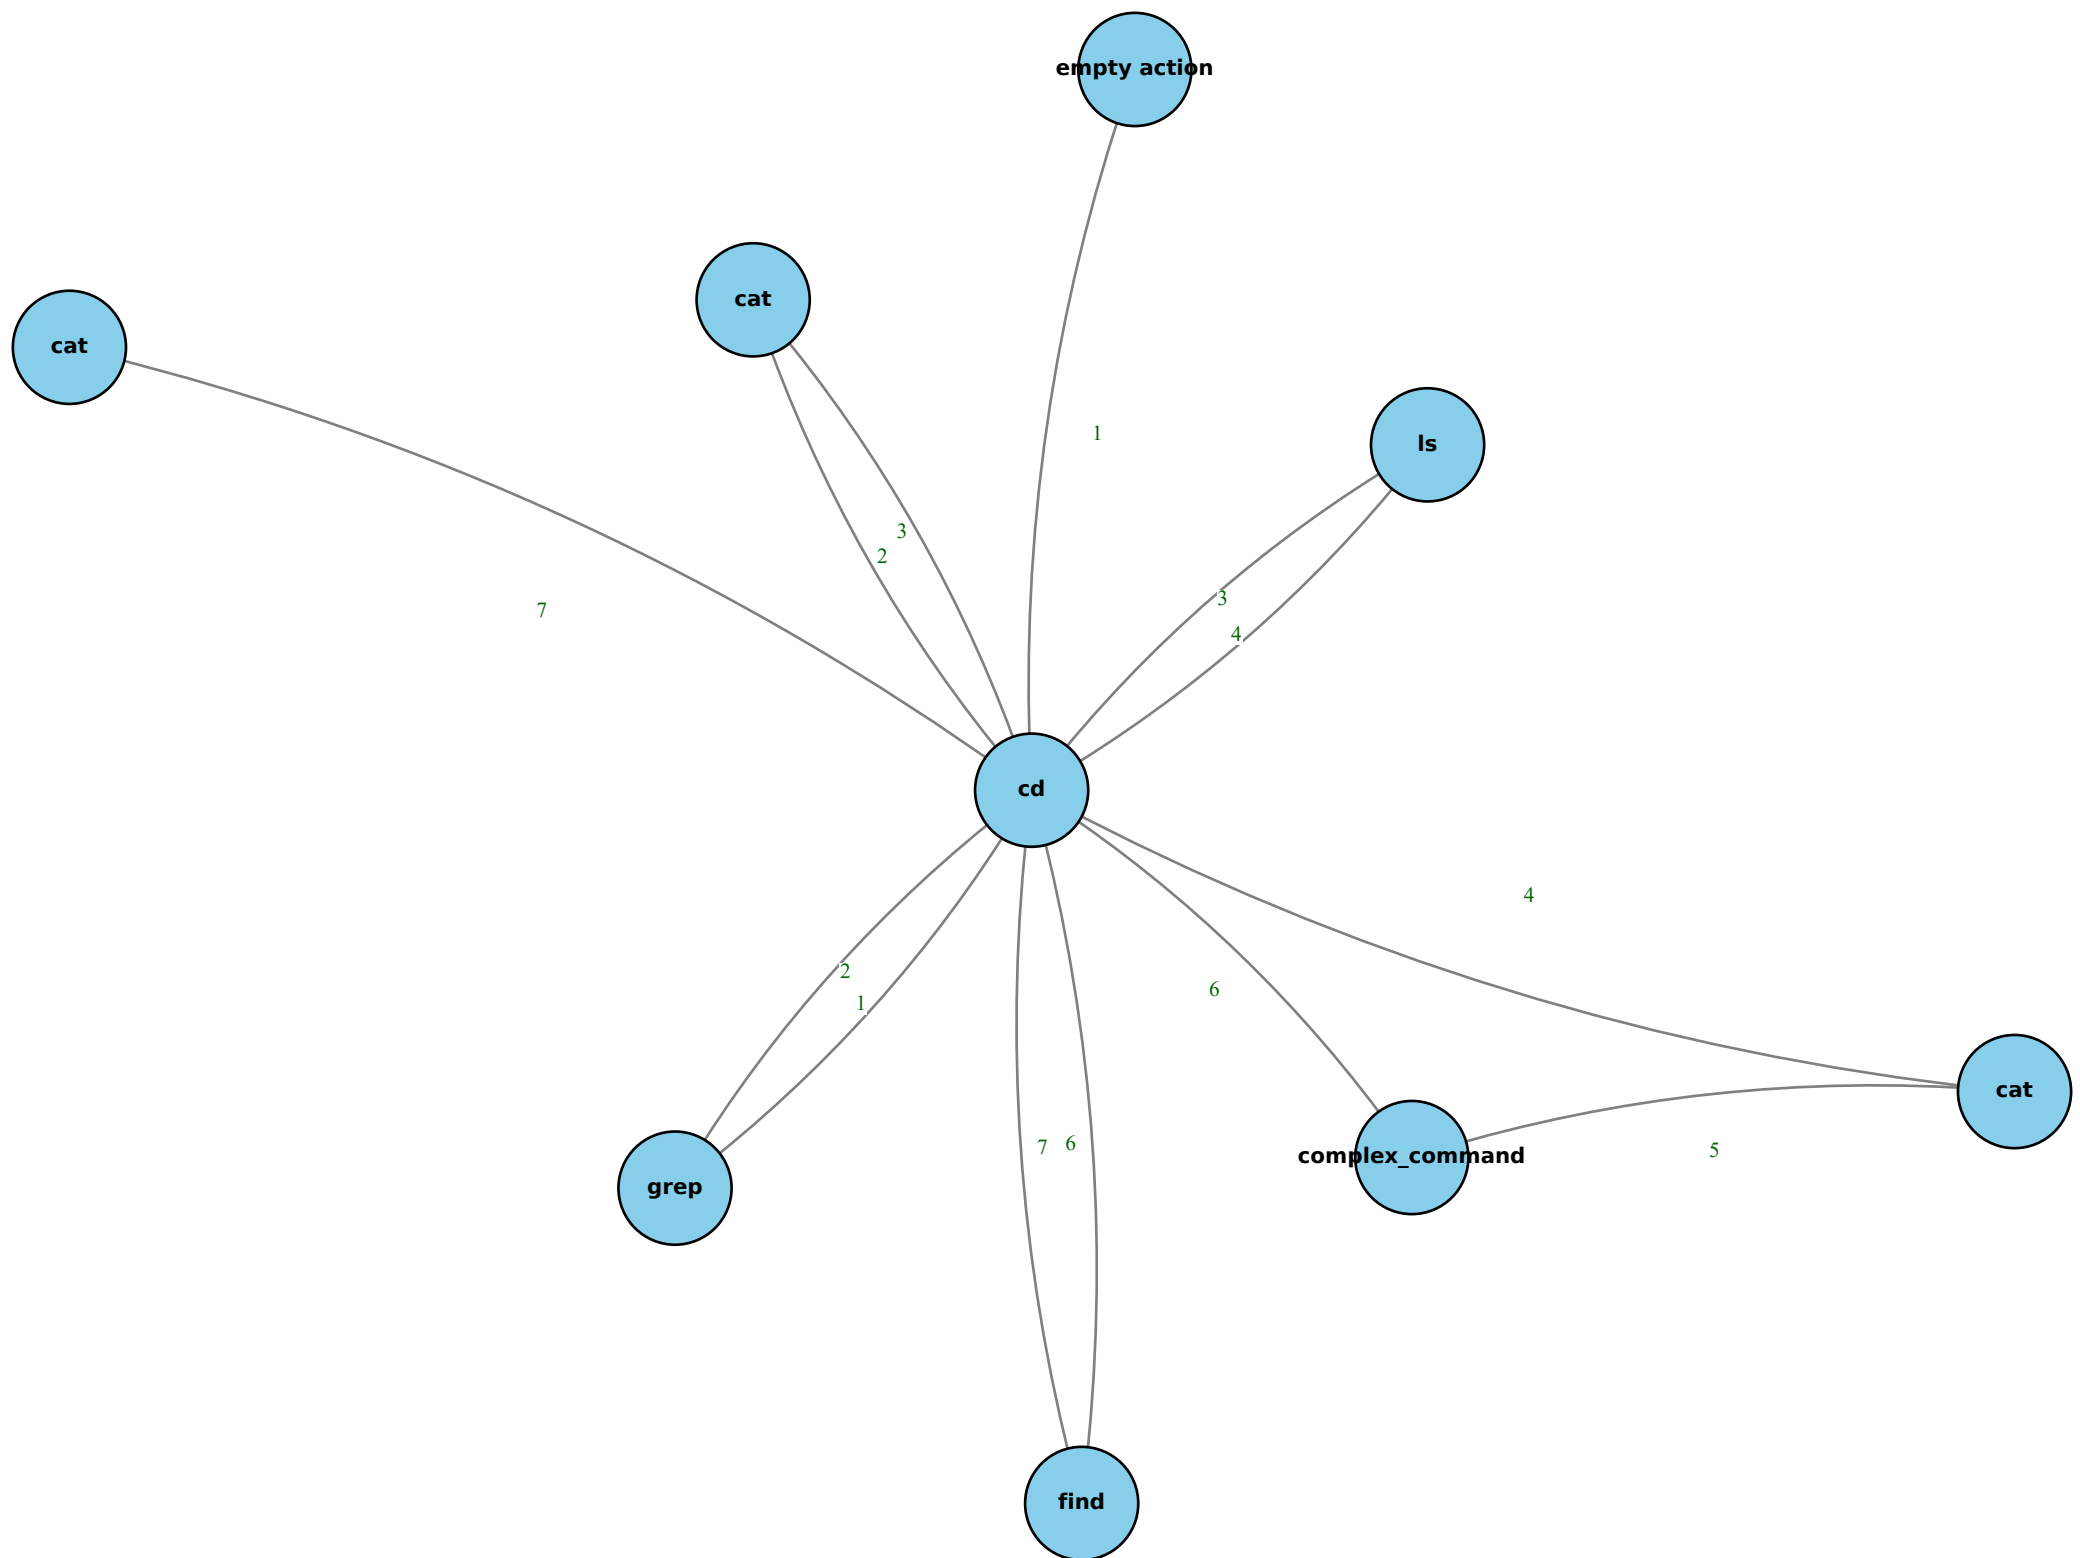 empty action
cat
cat
1
ls
3
2
3
7
4
cd
4
2
6
1
7
6
5
cat
complex_command
grep
find